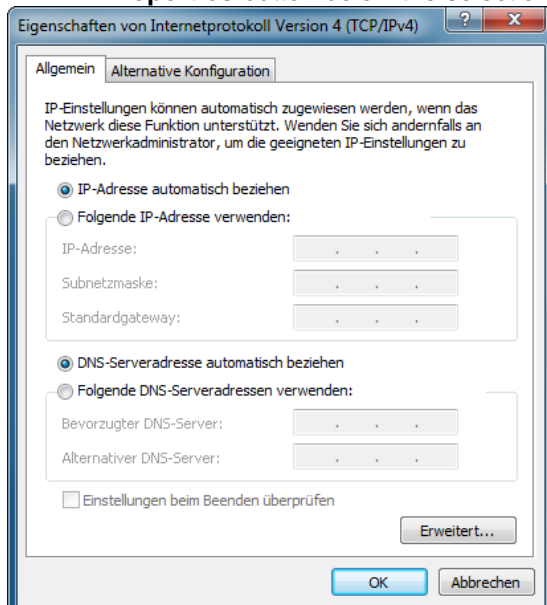 Eigenschaften von Internetprotokoll Version 4 (TCP/IPv4)
?
X
Allgemein
Alternative Konfiguration
IP-Einstellungen können automatisch zugewiesen werden, wenn das
Netzwerk diese Funktion unterstützt. Wenden Sie sich andernfalls an
den Netzwerkadministrator, um die geeigneten IP-Einstellungen zu
beziehen.
IP-Adresse automatisch beziehen
Folgende IP-Adresse verwenden:
IP-Adresse:
Subnetzmaske:
Standardgateway:
DNS-Serveradresse automatisch beziehen
Folgende DNS-Serveradressen verwenden:
Bevorzugter DNS-Server:
Alternativer DNS-Server:
Einstellungen beim Beenden überprüfen
Erweitert...
OK
Abbrechen